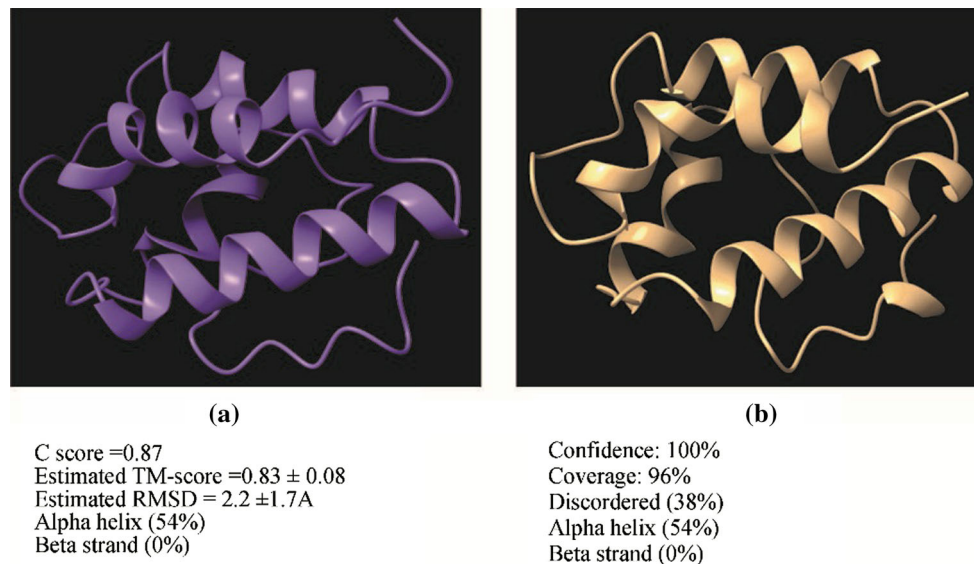 (a)
C score =0.87
Estimated TM-score =0.83 ± 0.08
Estimated RMSD = 2.2 ±1.7A
Alpha helix (54%)
Beta strand (0%)
(b)
Confidence: 100%
Coverage: 96%
Discordered (38%)
Alpha helix (54%)
Beta strand (0%)